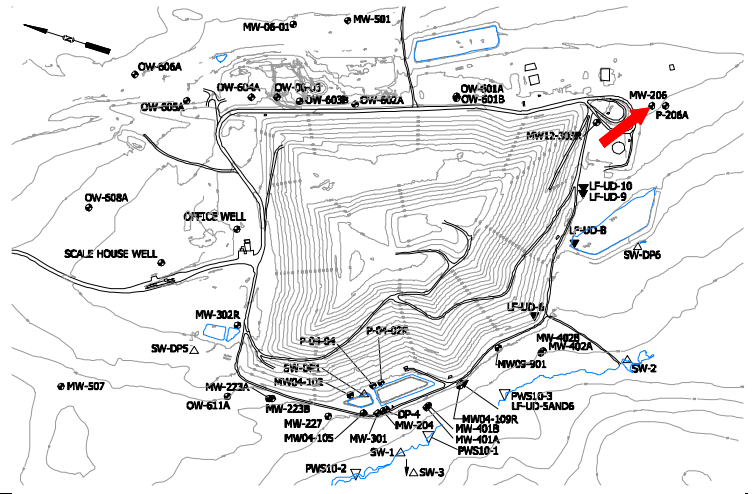 MW-06-01
MW-501
OW-606A
OW-604A
OW-06-03
OW-601A
OW-601B
MW-206
OW-605A
OW-603B
OW-602A
P-206A
MW12-303R
LF-UD-10
LF-UD-9
OW-608A
OFFICE WELL
LF-UD-8
SCALE HOUSE WELL
SW-DP6
MW-302R
LF-UD-6
P-04-04
P-04-02R
MW-402B
MW-402A
SW-DP5
SW-DP1
MW09-901
SW-2
MW-507
MW-223A
MW04-102
OW-611A
MW-223B
PWS10-3
LF-UD-5AND6
MW-227
DP-4
MW04-109R
MW04-105
MW-301
MW-204
MW-401B
MW-401A
SW-1
PWS10-1
PWS10-2
SW-3